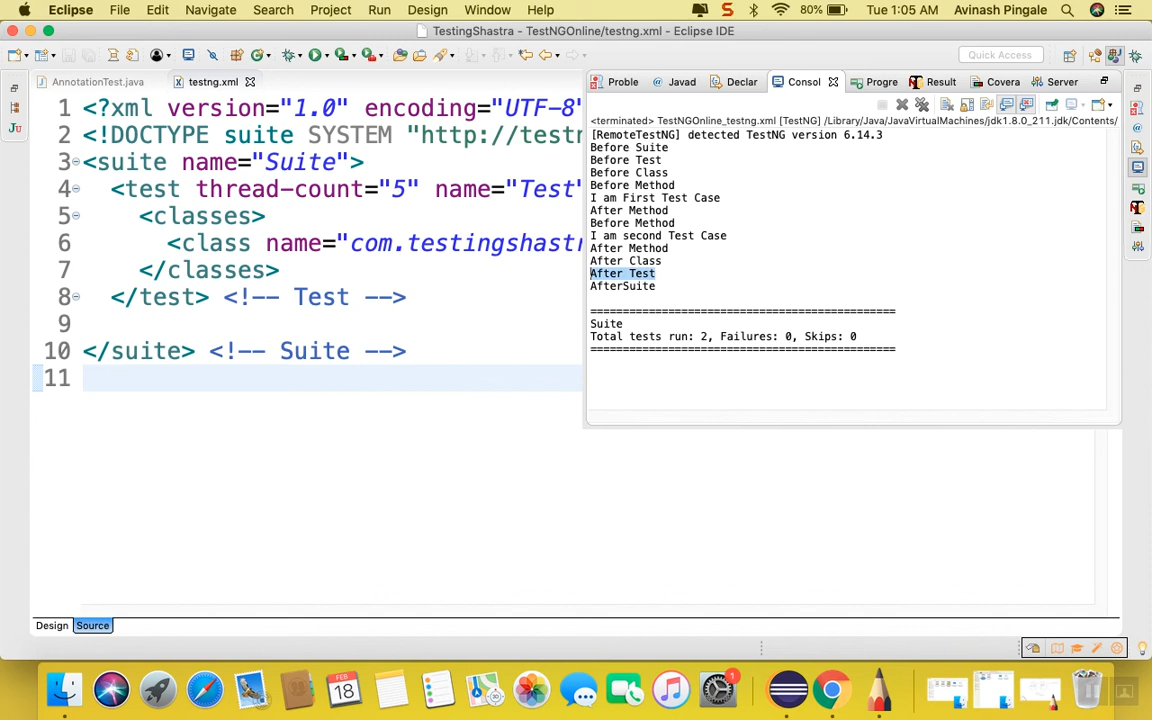 Eclipse File Edit Navigate Search Project Run Design Window Help 80% Tue 1:05 AM Avinash Pingale
TestingShastra - TestNGOnline/testng.xml - Eclipse IDE
Quick Access
AnnotationTest.java testng.xml
1 <?xml version="1.0" encoding="UTF-8"
2 <!DOCTYPE suite SYSTEM "http://testn
3 <suite name="Suite">
4 <test thread-count="5" name="Test"
5 <classes>
6 <class name="com.testingshastr
7 </classes>
8 </test> <!-- Test -->
9
10 </suite> <!-- Suite -->
11
Proble Javad Declar Consol Progre Result Covera Server
<terminated> TestNGOnline_testng.xml [TestNG] /Library/Java/JavaVirtualMachines/jdk1.8.0_211.jdk/Contents/
[RemoteTestNG] detected TestNG version 6.14.3
Before Suite
Before Test
Before Class
Before Method
I am First Test Case
After Method
Before Method
I am second Test Case
After Method
After Class
After Test
AfterSuite
===============================================
Suite
Total tests run: 2, Failures: 0, Skips: 0
===============================================
Design Source
FEB
18
1